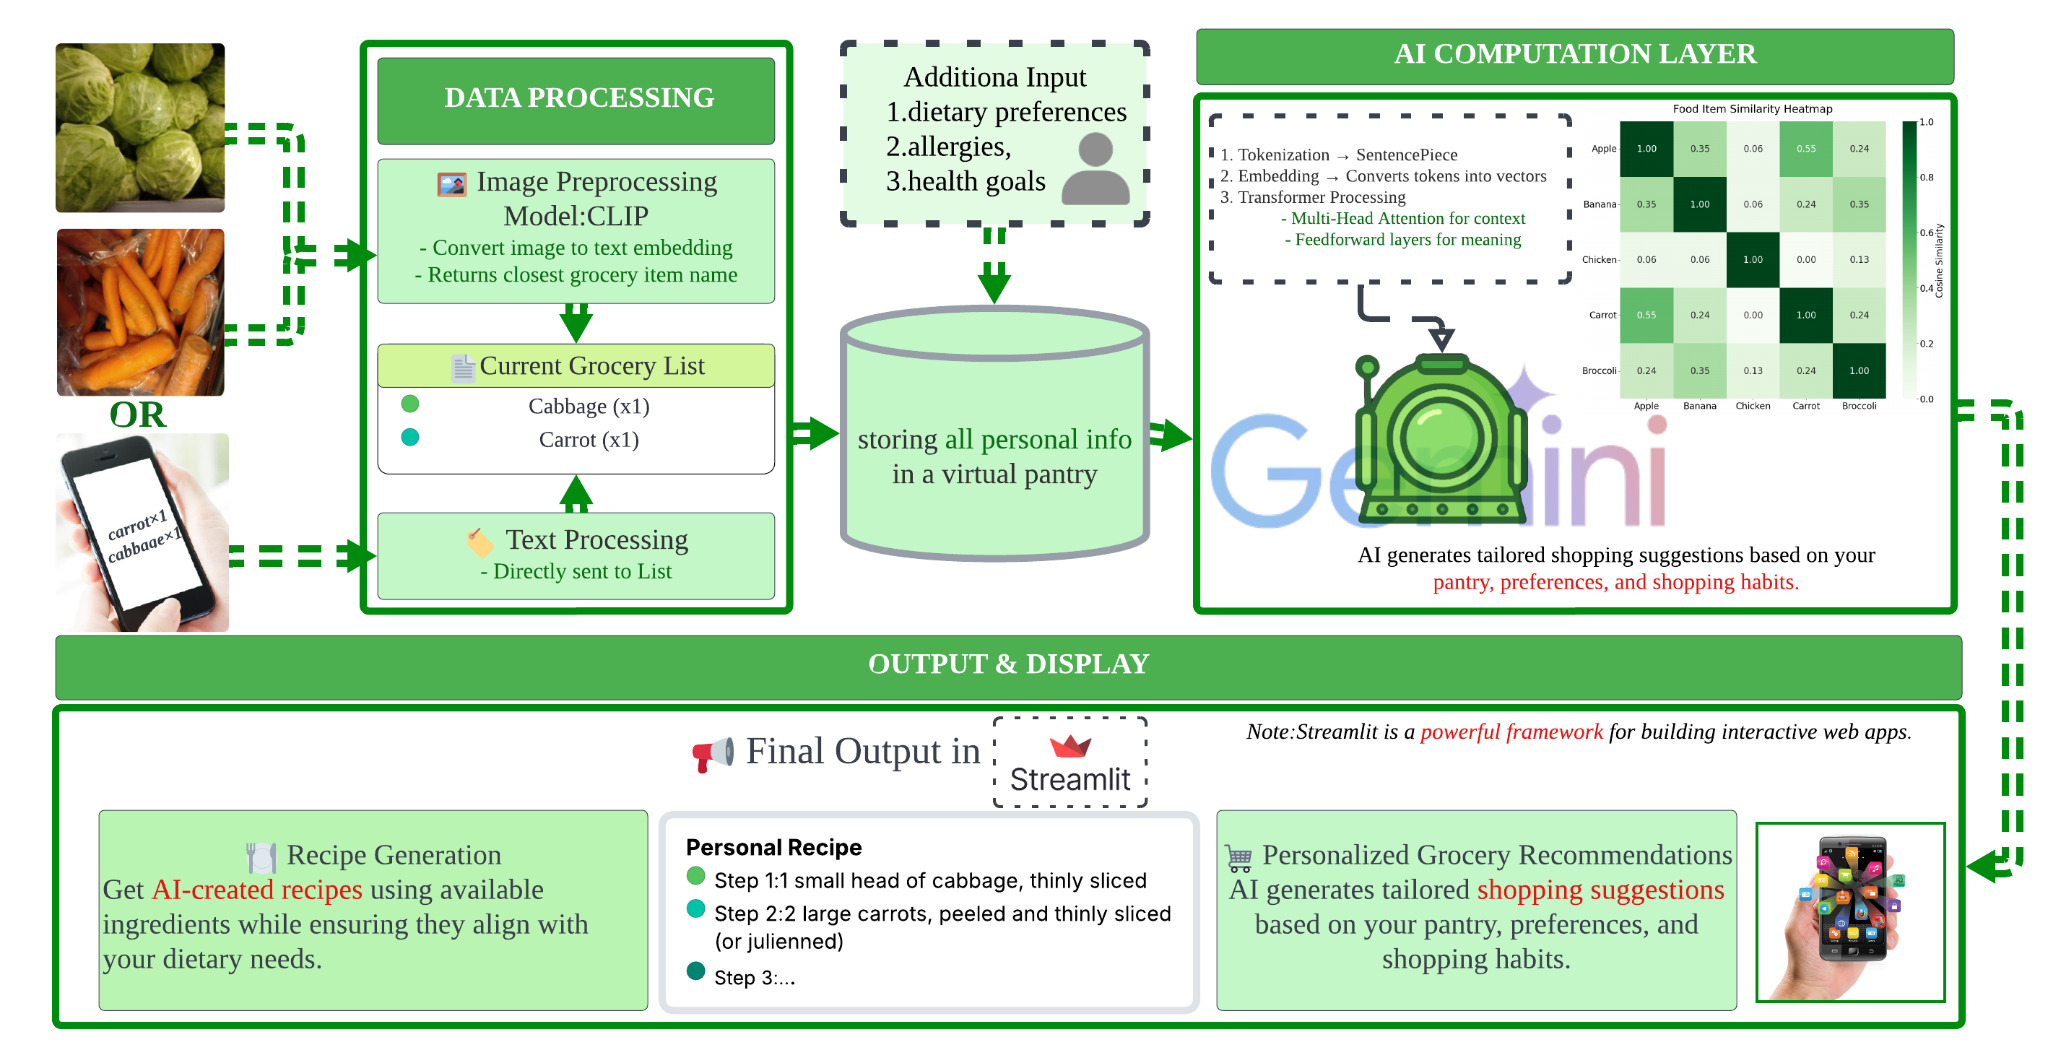 OR
carrot×1
cabbage×1
DATA PROCESSING
Image Preprocessing
Model:CLIP
- Convert image to text embedding
- Returns closest grocery item name
Current Grocery List
Cabbage (x1)
Carrot (x1)
Text Processing
- Directly sent to List
Additiona Input
1.dietary preferences
2.allergies,
3.health goals
storing all personal info
in a virtual pantry
AI COMPUTATION LAYER
1. Tokenization → SentencePiece
2. Embedding → Converts tokens into vectors
3. Transformer Processing
- Multi-Head Attention for context
- Feedforward layers for meaning
Food Item Similarity Heatmap
Apple 1.00 0.35 0.06 0.55 0.24
Banana 0.35 1.00 0.06 0.24 0.35
Chicken 0.06 0.06 1.00 0.00 0.13
Carrot 0.55 0.24 0.00 1.00 0.24
Broccoli 0.24 0.35 0.13 0.24 1.00
Apple Banana Chicken Carrot Broccoli
1.0
0.8
0.6
0.4
0.2
0.0
Cosine Similarity
Gemini
AI generates tailored shopping suggestions based on your
pantry, preferences, and shopping habits.
OUTPUT & DISPLAY
Final Output in
Streamlit
Note:Streamlit is a powerful framework for building interactive web apps.
Recipe Generation
Get AI-created recipes using available
ingredients while ensuring they align with
your dietary needs.
Personal Recipe
Step 1:1 small head of cabbage, thinly sliced
Step 2:2 large carrots, peeled and thinly sliced
(or julienned)
Step 3:...
Personalized Grocery Recommendations
AI generates tailored shopping suggestions
based on your pantry, preferences, and
shopping habits.